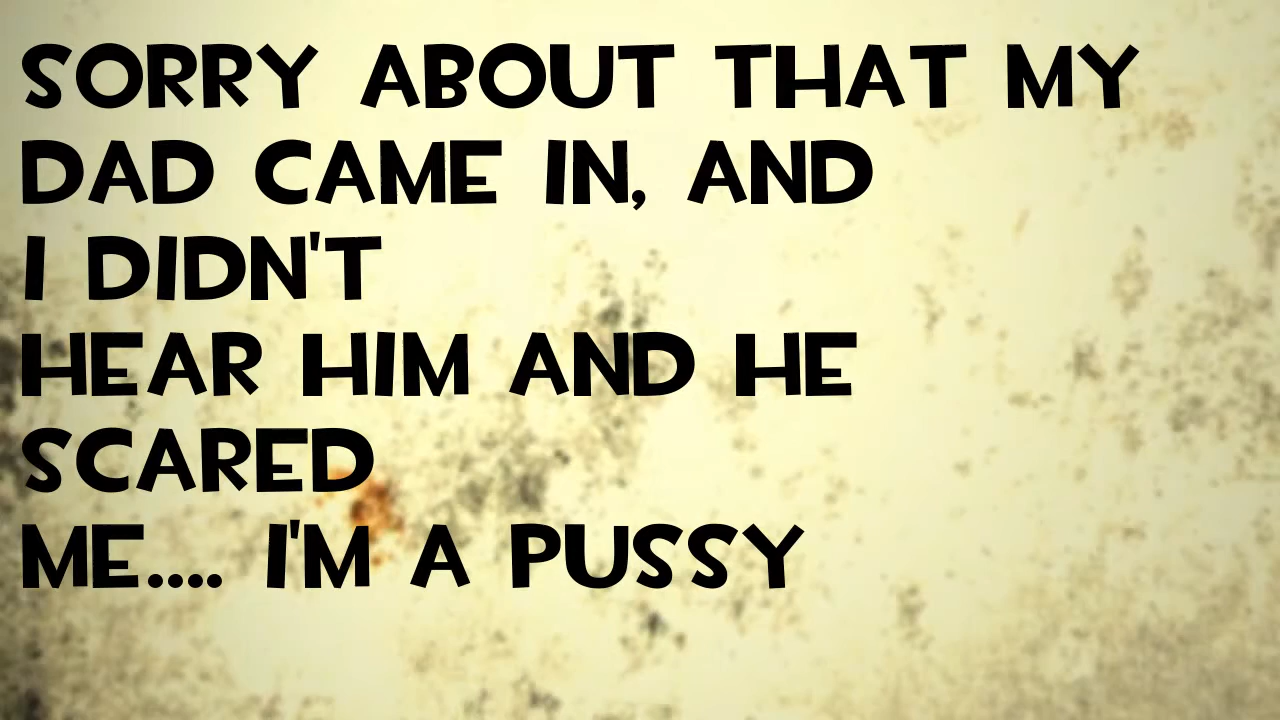 SORRY ABOUT THAT MY
DAD CAME IN, AND
I DIDN'T
HEAR HIM AND HE
SCARED
ME.... I'M A PUSSY